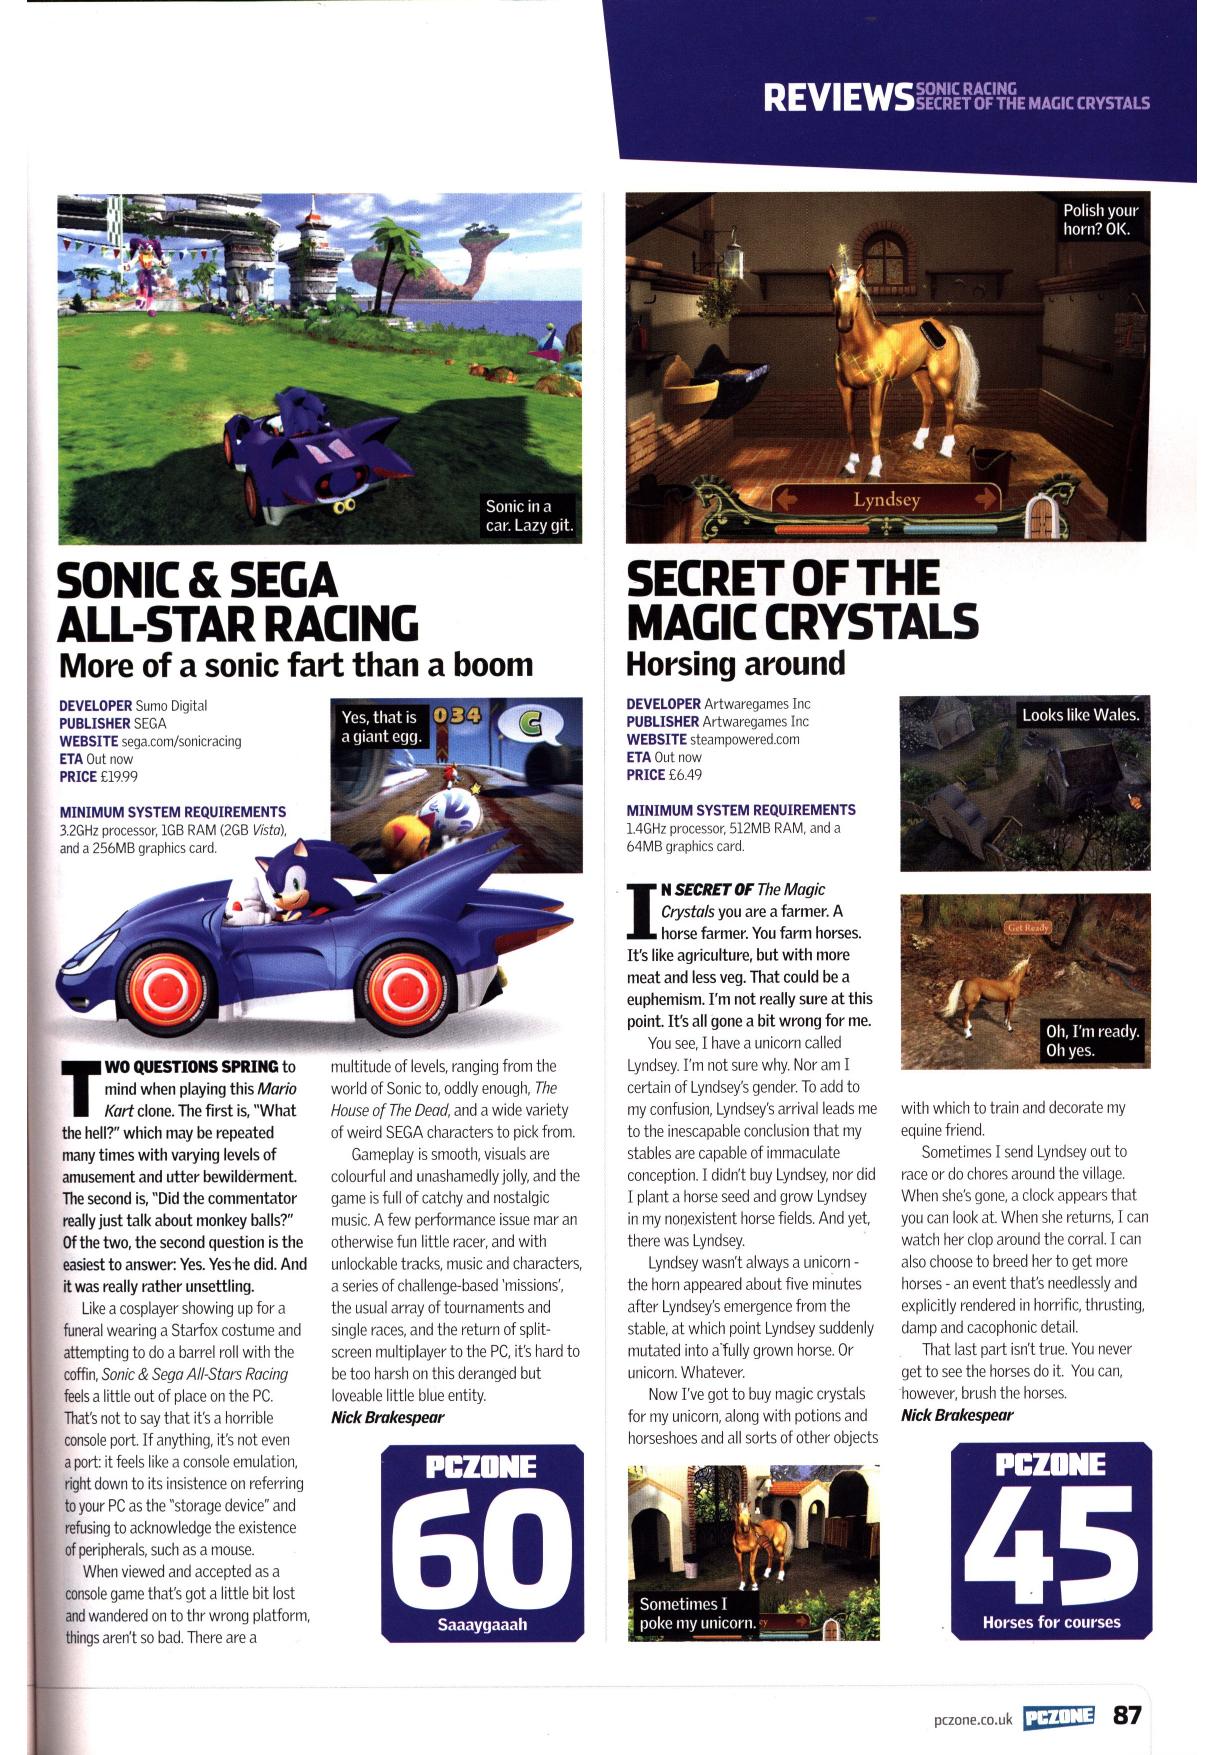 REVIEWS SONIC RACING
SECRET OF THE MAGIC CRYSTALS
Sonic in a
car. Lazy git.
SONIC & SEGA
ALL-STAR RACING
More of a sonic fart than a boom
DEVELOPER Sumo Digital
PUBLISHER SEGA
WEBSITE sega.com/sonicracing
ETA Out now
PRICE £19.99
MINIMUM SYSTEM REQUIREMENTS
3.2GHz processor, 1GB RAM (2GB Vista),
and a 256MB graphics card.
Yes, that is
a giant egg.
034
TWO QUESTIONS SPRING to
mind when playing this Mario
Kart clone. The first is, "What
the hell?" which may be repeated
many times with varying levels of
amusement and utter bewilderment.
The second is, "Did the commentator
really just talk about monkey balls?"
Of the two, the second question is the
easiest to answer: Yes. Yes he did. And
it was really rather unsettling.
Like a cosplayer showing up for a
funeral wearing a Starfox costume and
attempting to do a barrel roll with the
coffin, Sonic & Sega All-Stars Racing
feels a little out of place on the PC.
That's not to say that it's a horrible
console port. If anything, it's not even
a port: it feels like a console emulation,
right down to its insistence on referring
to your PC as the "storage device" and
refusing to acknowledge the existence
of peripherals, such as a mouse.
When viewed and accepted as a
console game that's got a little bit lost
and wandered on to thr wrong platform,
things aren't so bad. There are a
multitude of levels, ranging from the
world of Sonic to, oddly enough, The
House of The Dead, and a wide variety
of weird SEGA characters to pick from.
Gameplay is smooth, visuals are
colourful and unashamedly jolly, and the
game is full of catchy and nostalgic
music. A few performance issue mar an
otherwise fun little racer, and with
unlockable tracks, music and characters,
a series of challenge-based 'missions',
the usual array of tournaments and
single races, and the return of split-
screen multiplayer to the PC, it's hard to
be too harsh on this deranged but
loveable little blue entity.
Nick Brakespear
PCZONE
60
Saaaygaaah
Polish your
horn? OK.
Lyndsey
SECRET OF THE
MAGIC CRYSTALS
Horsing around
DEVELOPER Artwaregames Inc
PUBLISHER Artwaregames Inc
WEBSITE steampowered.com
ETA Out now
PRICE £6.49
MINIMUM SYSTEM REQUIREMENTS
1.4GHz processor, 512MB RAM, and a
64MB graphics card.
Looks like Wales.
Get Ready
Oh, I'm ready.
Oh yes.
IN SECRET OF The Magic
Crystals you are a farmer. A
horse farmer. You farm horses.
It's like agriculture, but with more
meat and less veg. That could be a
euphemism. I'm not really sure at this
point. It's all gone a bit wrong for me.
You see, I have a unicorn called
Lyndsey. I'm not sure why. Nor am I
certain of Lyndsey's gender. To add to
my confusion, Lyndsey's arrival leads me
to the inescapable conclusion that my
stables are capable of immaculate
conception. I didn't buy Lyndsey, nor did
I plant a horse seed and grow Lyndsey
in my nonexistent horse fields. And yet,
there was Lyndsey.
Lyndsey wasn't always a unicorn -
the horn appeared about five minutes
after Lyndsey's emergence from the
stable, at which point Lyndsey suddenly
mutated into a fully grown horse. Or
unicorn. Whatever.
Now I've got to buy magic crystals
for my unicorn, along with potions and
horseshoes and all sorts of other objects
with which to train and decorate my
equine friend.
Sometimes I send Lyndsey out to
race or do chores around the village.
When she's gone, a clock appears that
you can look at. When she returns, I can
watch her clop around the corral. I can
also choose to breed her to get more
horses - an event that's needlessly and
explicitly rendered in horrific, thrusting,
damp and cacophonic detail.
That last part isn't true. You never
get to see the horses do it. You can,
however, brush the horses.
Nick Brakespear
Sometimes I
poke my unicorn.
PCZONE
45
Horses for courses
pczone.co.uk PCZONE 87